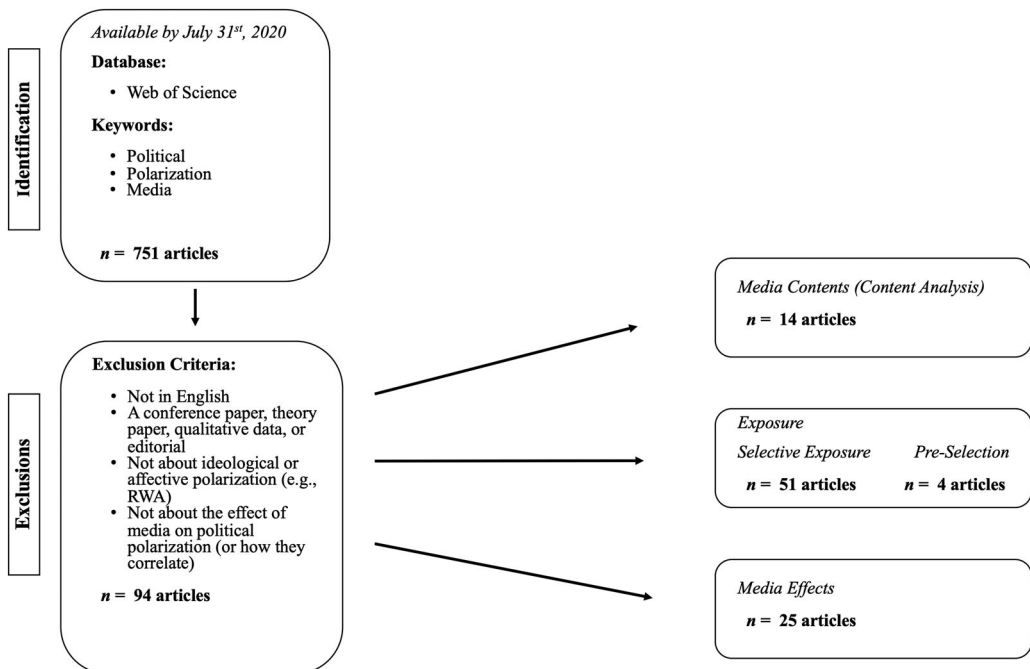 Identification
Available by July 31st, 2020
Database:
• Web of Science
Keywords:
• Political
• Polarization
• Media
n = 751 articles
Exclusions
Exclusion Criteria:
• Not in English
• A conference paper, theory
paper, qualitative data, or
editorial
• Not about ideological or
affective polarization (e.g.,
RWA)
• Not about the effect of
media on political
polarization (or how they
correlate)
n = 94 articles
Media Contents (Content Analysis)
n = 14 articles
Exposure
Selective Exposure Pre-Selection
n = 51 articles n = 4 articles
Media Effects
n = 25 articles